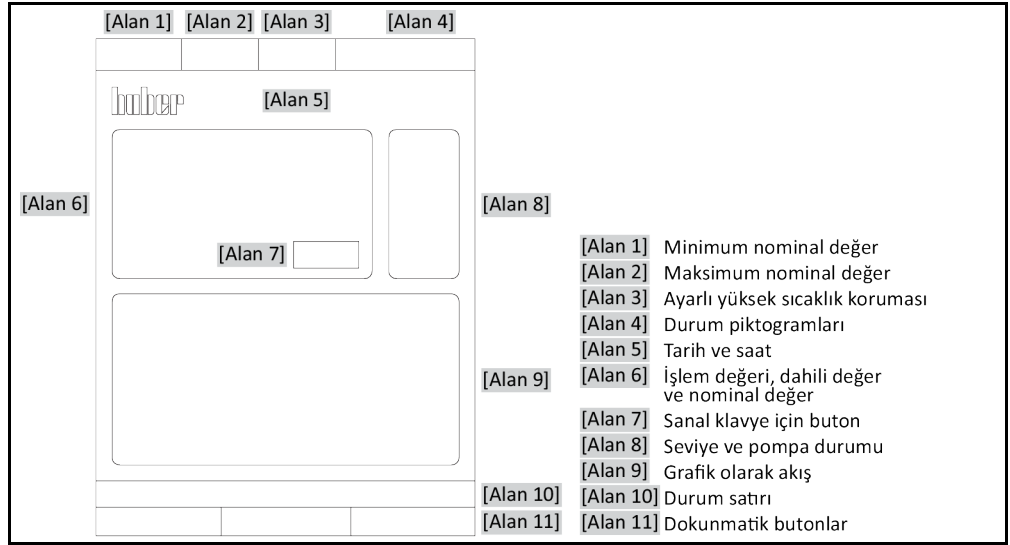 [Alan 1] [Alan 2] [Alan 3] [Alan 4]
huber [Alan 5]
[Alan 6] [Alan 8]
[Alan 7]
[Alan 9]
[Alan 10]
[Alan 11]
[Alan 1] Minimum nominal değer
[Alan 2] Maksimum nominal değer
[Alan 3] Ayarlı yüksek sıcaklık koruması
[Alan 4] Durum piktogramları
[Alan 5] Tarih ve saat
[Alan 6] İşlem değeri, dahili değer
ve nominal değer
[Alan 7] Sanal klavye için buton
[Alan 8] Seviye ve pompa durumu
[Alan 9] Grafik olarak akış
[Alan 10] Durum satırı
[Alan 11] Dokunmatik butonlar